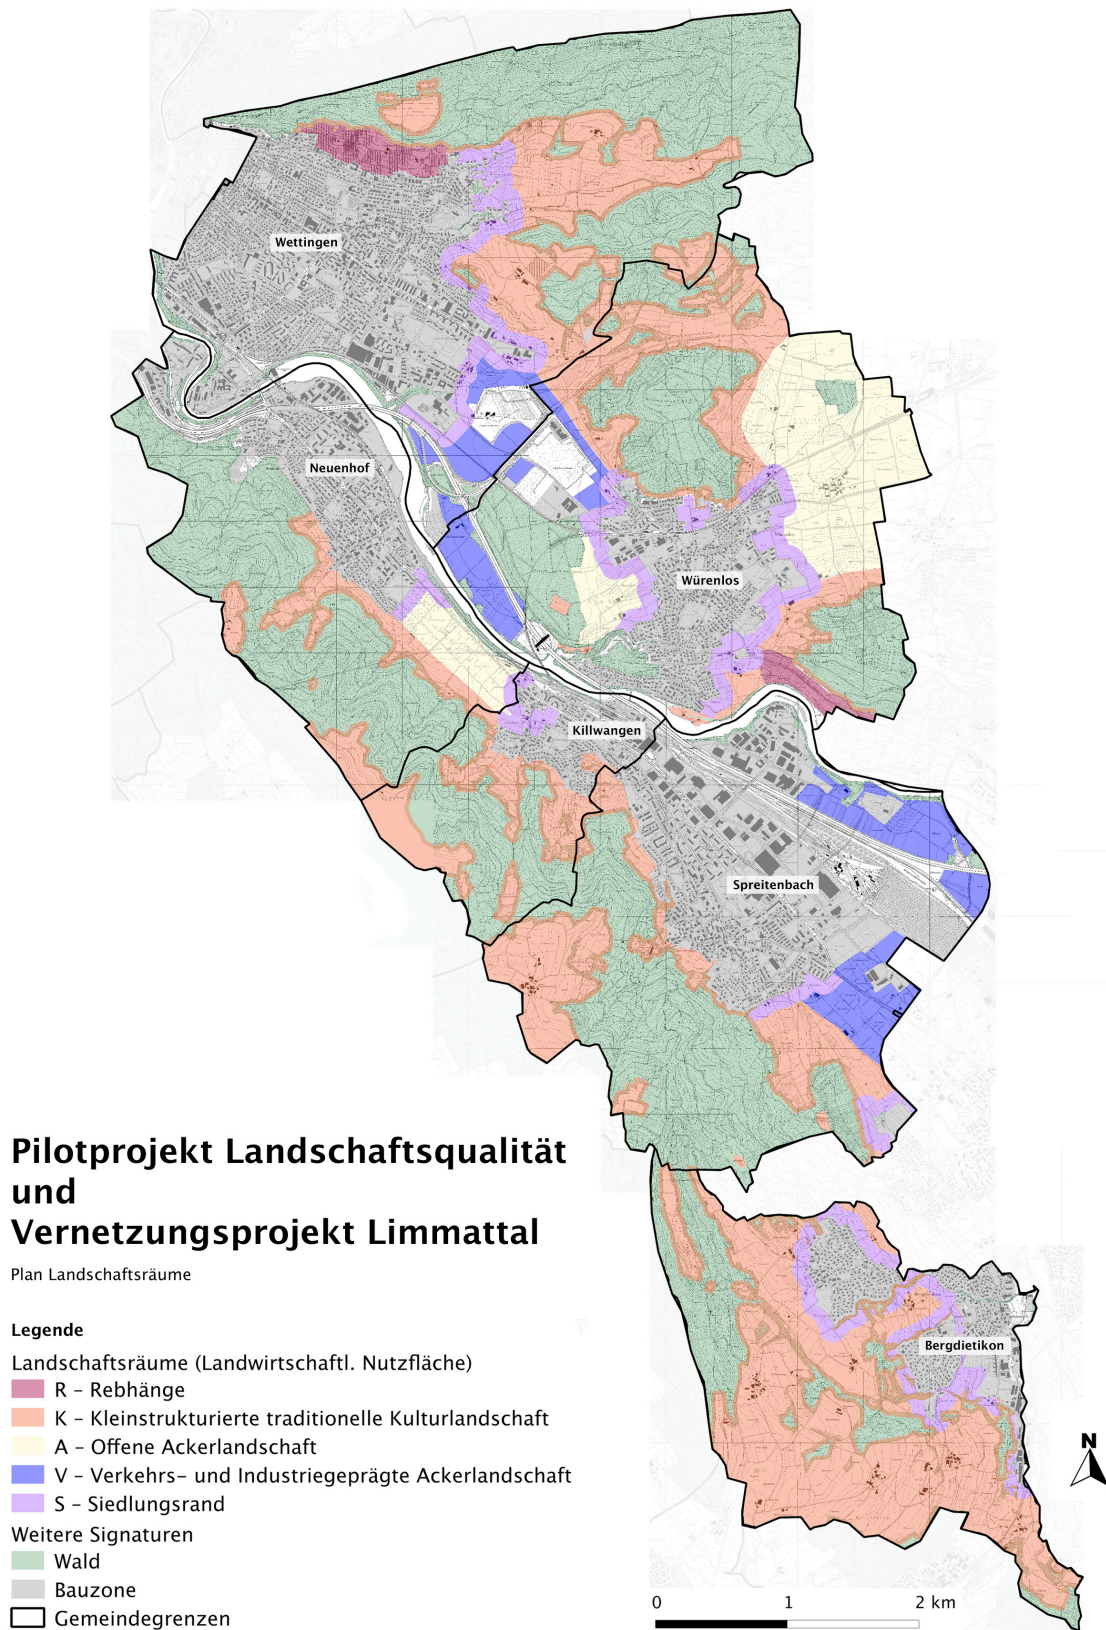 Wettingen
Neuenhof
Würenlos
Killwangen
Spreitenbach
Bergdietikon
Pilotprojekt Landschaftsqualität
und
Vernetzungsprojekt Limmattal
Plan Landschaftsräume
Legende
Landschaftsräume (Landwirtschaftl. Nutzfläche)
R – Rebhänge
K – Kleinstrukturierte traditionelle Kulturlandschaft
A – Offene Ackerlandschaft
V – Verkehrs- und Industriegeprägte Ackerlandschaft
S – Siedlungsrand
Weitere Signaturen
Wald
Bauzone
Gemeindegrenzen
N
0 1 2 km